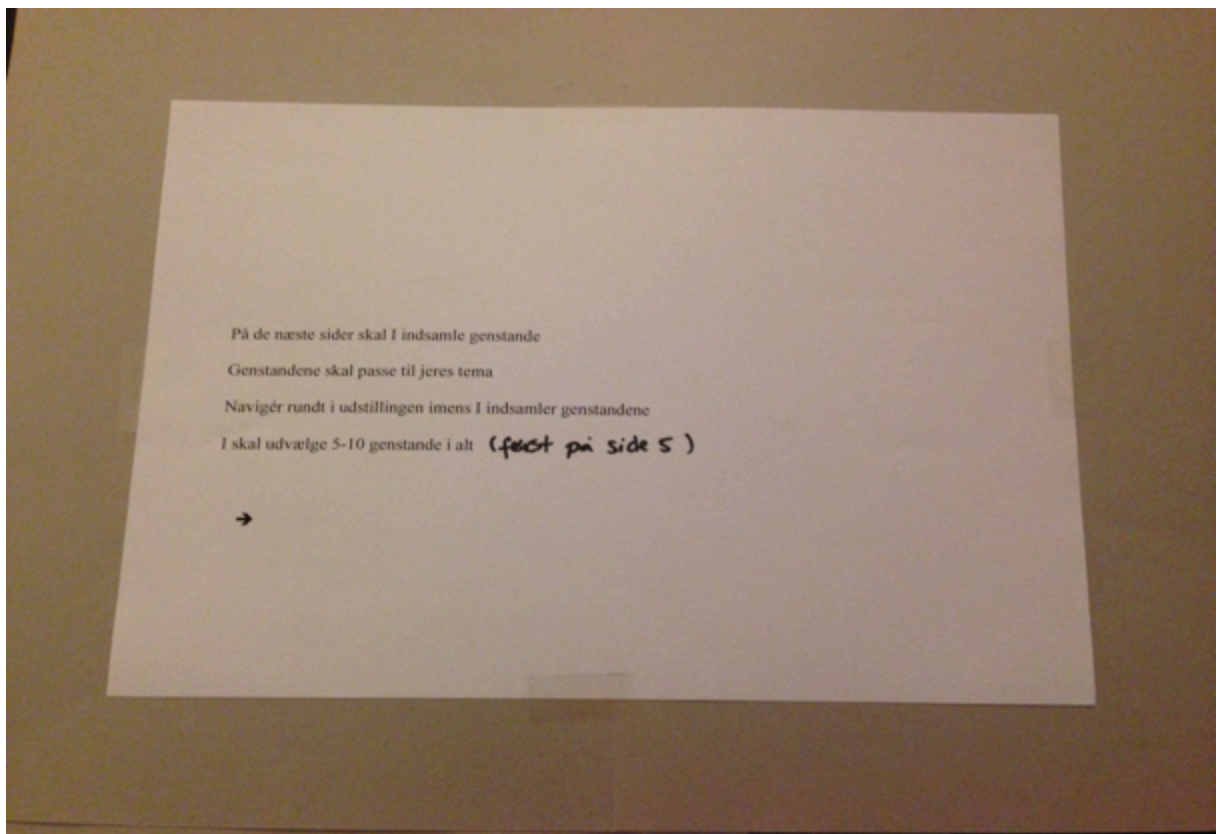 På de næste sider skal I indsamle genstande
Genstandene skal passe til jeres tema
Navigér rundt i udstillingen imens I indsamler genstandene
I skal udvælge 5-10 genstande i alt (først på side 5)
→